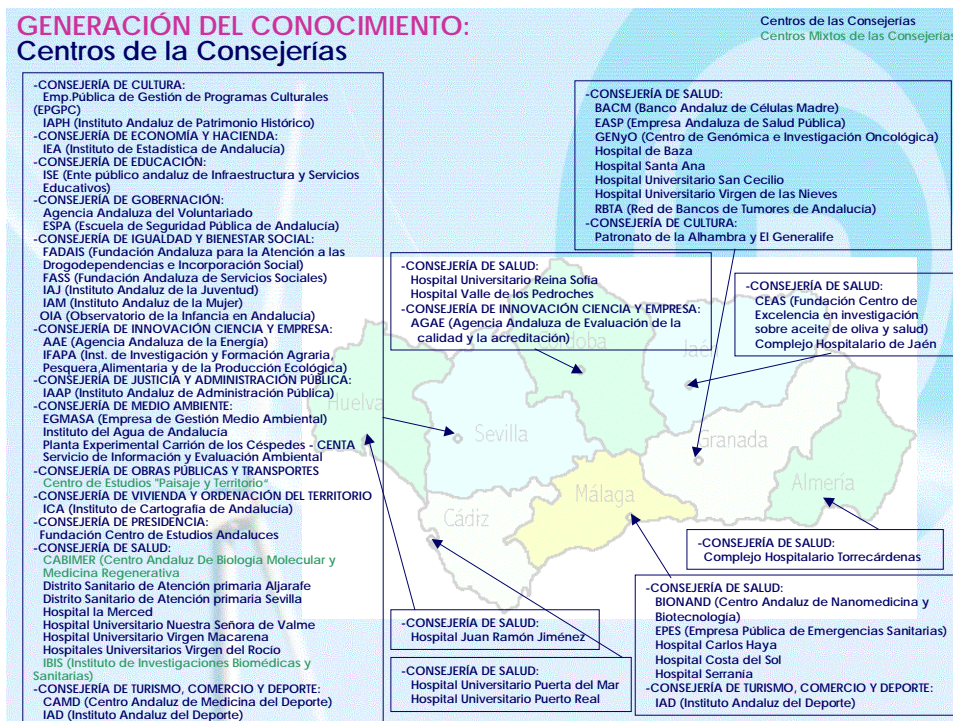 GENERACIÓN DEL CONOCIMIENTO:
Centros de la Consejerías
Centros de las Consejerías
Centros Mixtos de las Consejerías
-CONSEJERÍA DE CULTURA:
Emp.Pública de Gestión de Programas Culturales
(EPGPC)
IAPH (Instituto Andaluz de Patrimonio Histórico)
-CONSEJERÍA DE ECONOMÍA Y HACIENDA:
IEA (Instituto de Estadística de Andalucía)
-CONSEJERÍA DE EDUCACIÓN:
ISE (Ente público andaluz de Infraestructura y Servicios
Educativos)
-CONSEJERÍA DE GOBERNACIÓN:
Agencia Andaluza del Voluntariado
ESPA (Escuela de Seguridad Pública de Andalucía)
-CONSEJERÍA DE IGUALDAD Y BIENESTAR SOCIAL:
FADAIS (Fundación Andaluza para la Atención a las
Drogodependencias e Incorporación Social)
FASS (Fundación Andaluza de Servicios Sociales)
IAJ (Instituto Andaluz de la Juventud)
IAM (Instituto Andaluz de la Mujer)
OIA (Observatorio de la Infancia en Andalucía)
-CONSEJERÍA DE INNOVACIÓN CIENCIA Y EMPRESA:
AAE (Agencia Andaluza de la Energía)
IFAPA (Inst. de Investigación y Formación Agraria,
Pesquera,Alimentaria y de la Producción Ecológica)
-CONSEJERÍA DE JUSTICIA Y ADMINISTRACIÓN PÚBLICA:
IAAP (Instituto Andaluz de Administración Pública)
-CONSEJERÍA DE MEDIO AMBIENTE:
EGMASA (Empresa de Gestión Medio Ambiental)
Instituto del Agua de Andalucía
Planta Experimental Carrión de los Céspedes - CENTA
Servicio de Información y Evaluación Ambiental
-CONSEJERÍA DE OBRAS PÚBLICAS Y TRANSPORTES
Centro de Estudios "Paisaje y Territorio"
-CONSEJERÍA DE VIVIENDA Y ORDENACIÓN DEL TERRITORIO
ICA (Instituto de Cartografía de Andalucía)
-CONSEJERÍA DE PRESIDENCIA:
Fundación Centro de Estudios Andaluces
-CONSEJERÍA DE SALUD:
CABIMER (Centro Andaluz De Biología Molecular y
Medicina Regenerativa
Distrito Sanitario de Atención primaria Aljarafe
Distrito Sanitario de Atención primaria Sevilla
Hospital la Merced
Hospital Universitario Nuestra Señora de Valme
Hospital Universitario Virgen Macarena
Hospitales Universitarios Virgen del Rocío
IBIS (Instituto de Investigaciones Biomédicas y
Sanitarias)
-CONSEJERÍA DE TURISMO, COMERCIO Y DEPORTE:
CAMD (Centro Andaluz de Medicina del Deporte)
IAD (Instituto Andaluz del Deporte)
-CONSEJERÍA DE SALUD:
BACM (Banco Andaluz de Células Madre)
EASP (Empresa Andaluza de Salud Pública)
GENyO (Centro de Genómica e Investigación Oncológica)
Hospital de Baza
Hospital Santa Ana
Hospital Universitario San Cecilio
Hospital Universitario Virgen de las Nieves
RBTA (Red de Bancos de Tumores de Andalucía)
-CONSEJERÍA DE CULTURA:
Patronato de la Alhambra y El Generalife
-CONSEJERÍA DE SALUD:
Hospital Universitario Reina Sofia
Hospital Valle de los Pedroches
-CONSEJERÍA DE INNOVACIÓN CIENCIA Y EMPRESA:
AGAE (Agencia Andaluza de Evaluación de la
calidad y la acreditación)
-CONSEJERÍA DE SALUD:
CEAS (Fundación Centro de
Excelencia en investigación
sobre aceite de oliva y salud)
Complejo Hospitalario de Jaén
Córdoba
Jaén
Huelva
Sevilla
Granada
Almería
Málaga
Cádiz
-CONSEJERÍA DE SALUD:
Complejo Hospitalario Torrecárdenas
-CONSEJERÍA DE SALUD:
Hospital Juan Ramón Jiménez
-CONSEJERÍA DE SALUD:
Hospital Universitario Puerta del Mar
Hospital Universitario Puerto Real
-CONSEJERÍA DE SALUD:
BIONAND (Centro Andaluz de Nanomedicina y
Biotecnología)
EPES (Empresa Pública de Emergencias Sanitarias)
Hospital Carlos Haya
Hospital Costa del Sol
Hospital Serranía
-CONSEJERÍA DE TURISMO, COMERCIO Y DEPORTE:
IAD (Instituto Andaluz del Deporte)